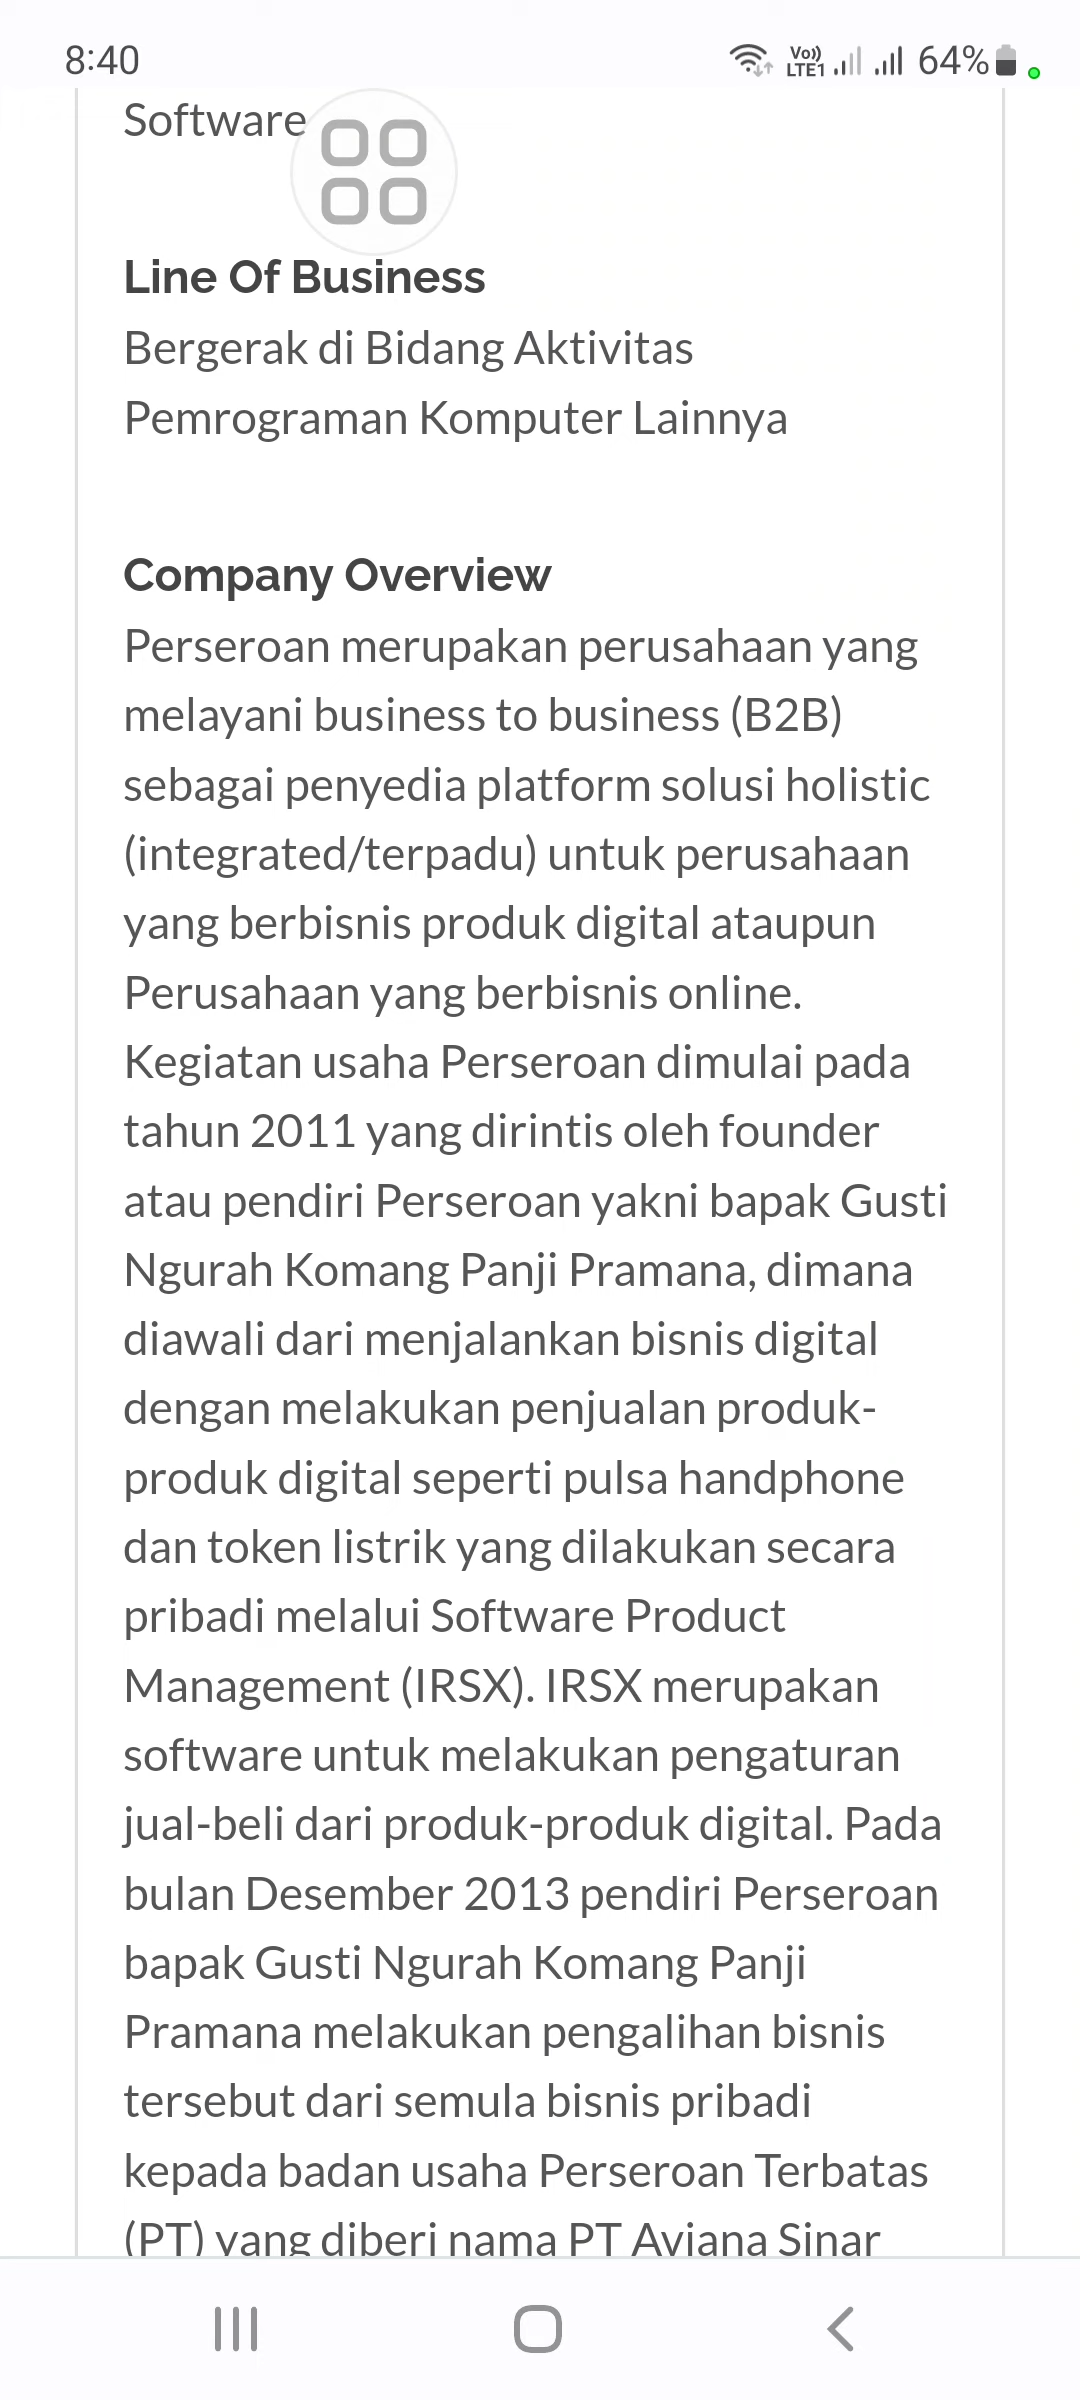 8:40
Vo)) LTE1 64%
Software
Line Of Business
Bergerak di Bidang Aktivitas
Pemrograman Komputer Lainnya
Company Overview
Perseroan merupakan perusahaan yang
melayani business to business (B2B)
sebagai penyedia platform solusi holistic
(integrated/terpadu) untuk perusahaan
yang berbisnis produk digital ataupun
Perusahaan yang berbisnis online.
Kegiatan usaha Perseroan dimulai pada
tahun 2011 yang dirintis oleh founder
atau pendiri Perseroan yakni bapak Gusti
Ngurah Komang Panji Pramana, dimana
diawali dari menjalankan bisnis digital
dengan melakukan penjualan produk-
produk digital seperti pulsa handphone
dan token listrik yang dilakukan secara
pribadi melalui Software Product
Management (IRSX). IRSX merupakan
software untuk melakukan pengaturan
jual-beli dari produk-produk digital. Pada
bulan Desember 2013 pendiri Perseroan
bapak Gusti Ngurah Komang Panji
Pramana melakukan pengalihan bisnis
tersebut dari semula bisnis pribadi
kepada badan usaha Perseroan Terbatas
(PT) yang diberi nama PT Aviana Sinar